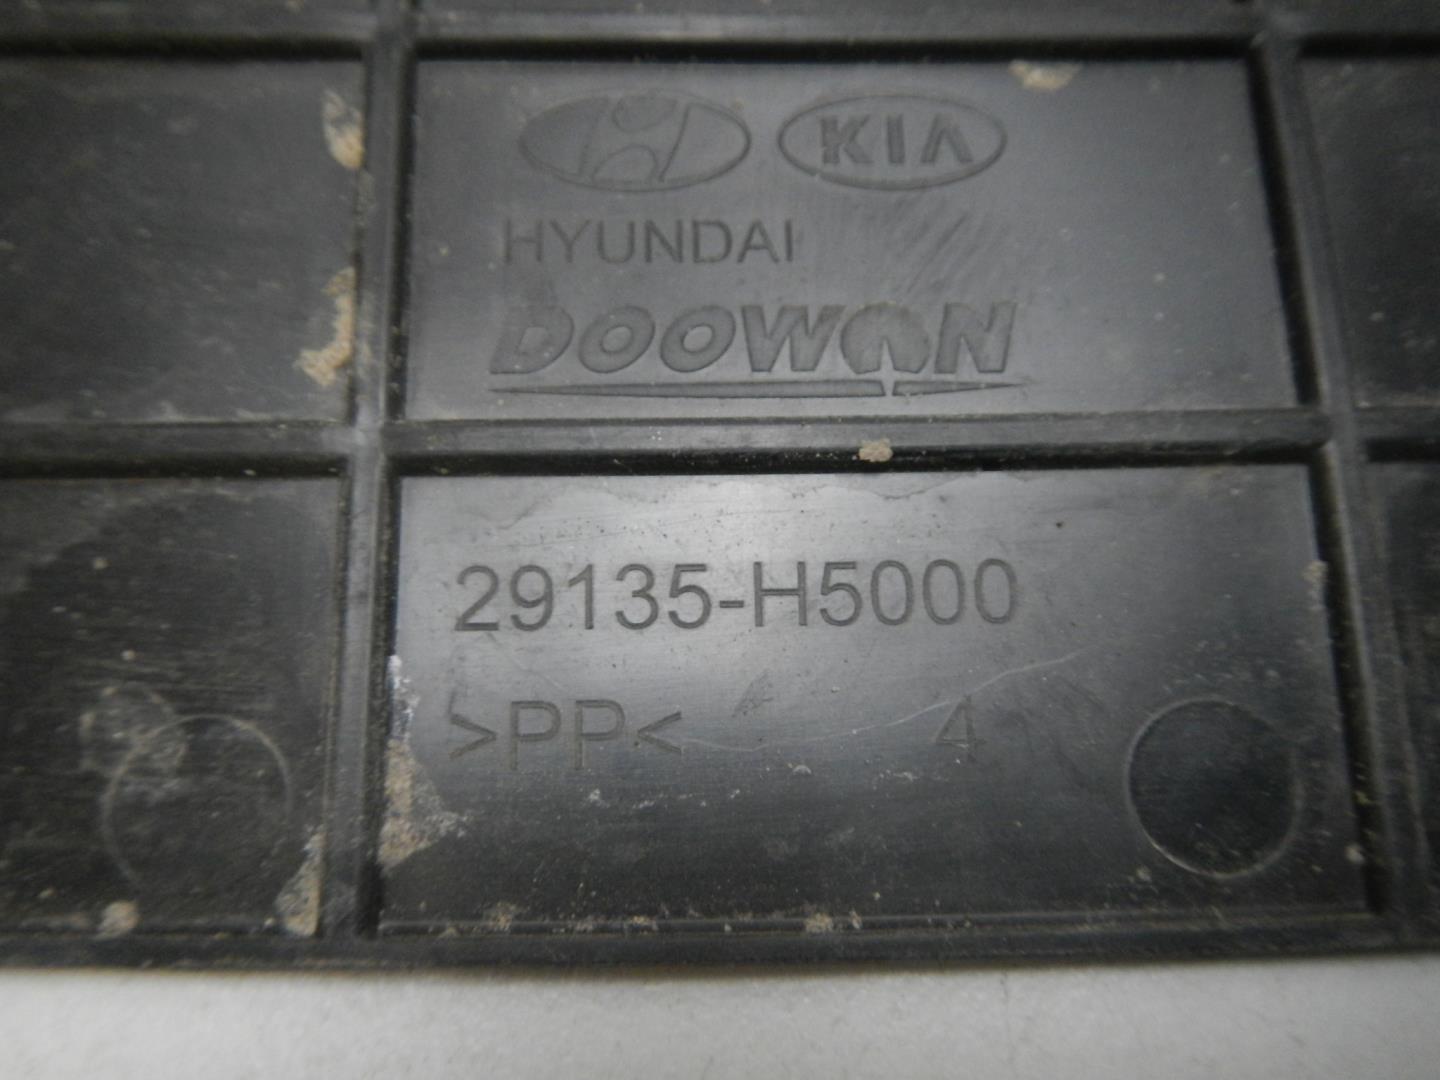 KIA
HYUNDAI
DOOWON
29135-H5000
>PP< 4